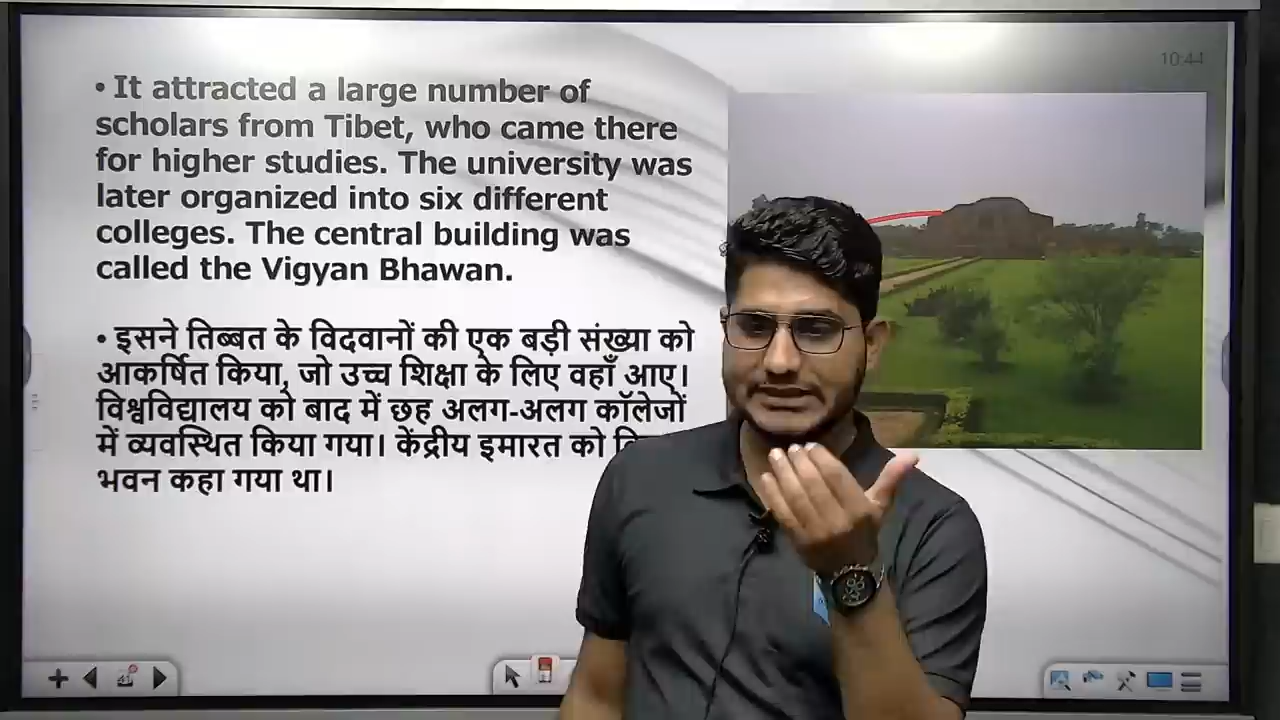 10:44
• It attracted a large number of
scholars from Tibet, who came there
for higher studies. The university was
later organized into six different
colleges. The central building was
called the Vigyan Bhawan.
• इसने तिब्बत के विदवानों की एक बड़ी संख्या को
आकर्षित किया, जो उच्च शिक्षा के लिए वहाँ आए।
विश्वविद्यालय को बाद में छह अलग-अलग कॉलेजों
में व्यवस्थित किया गया। केंद्रीय इमारत को
भवन कहा गया था।